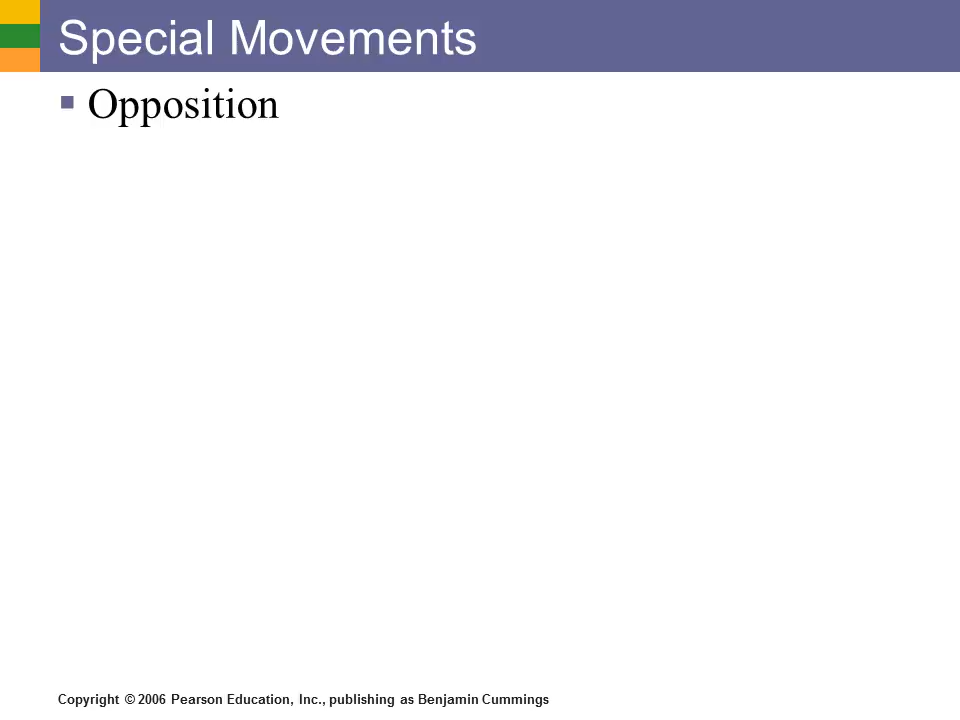 Special Movements
▪ Opposition
Copyright © 2006 Pearson Education, Inc., publishing as Benjamin Cummings